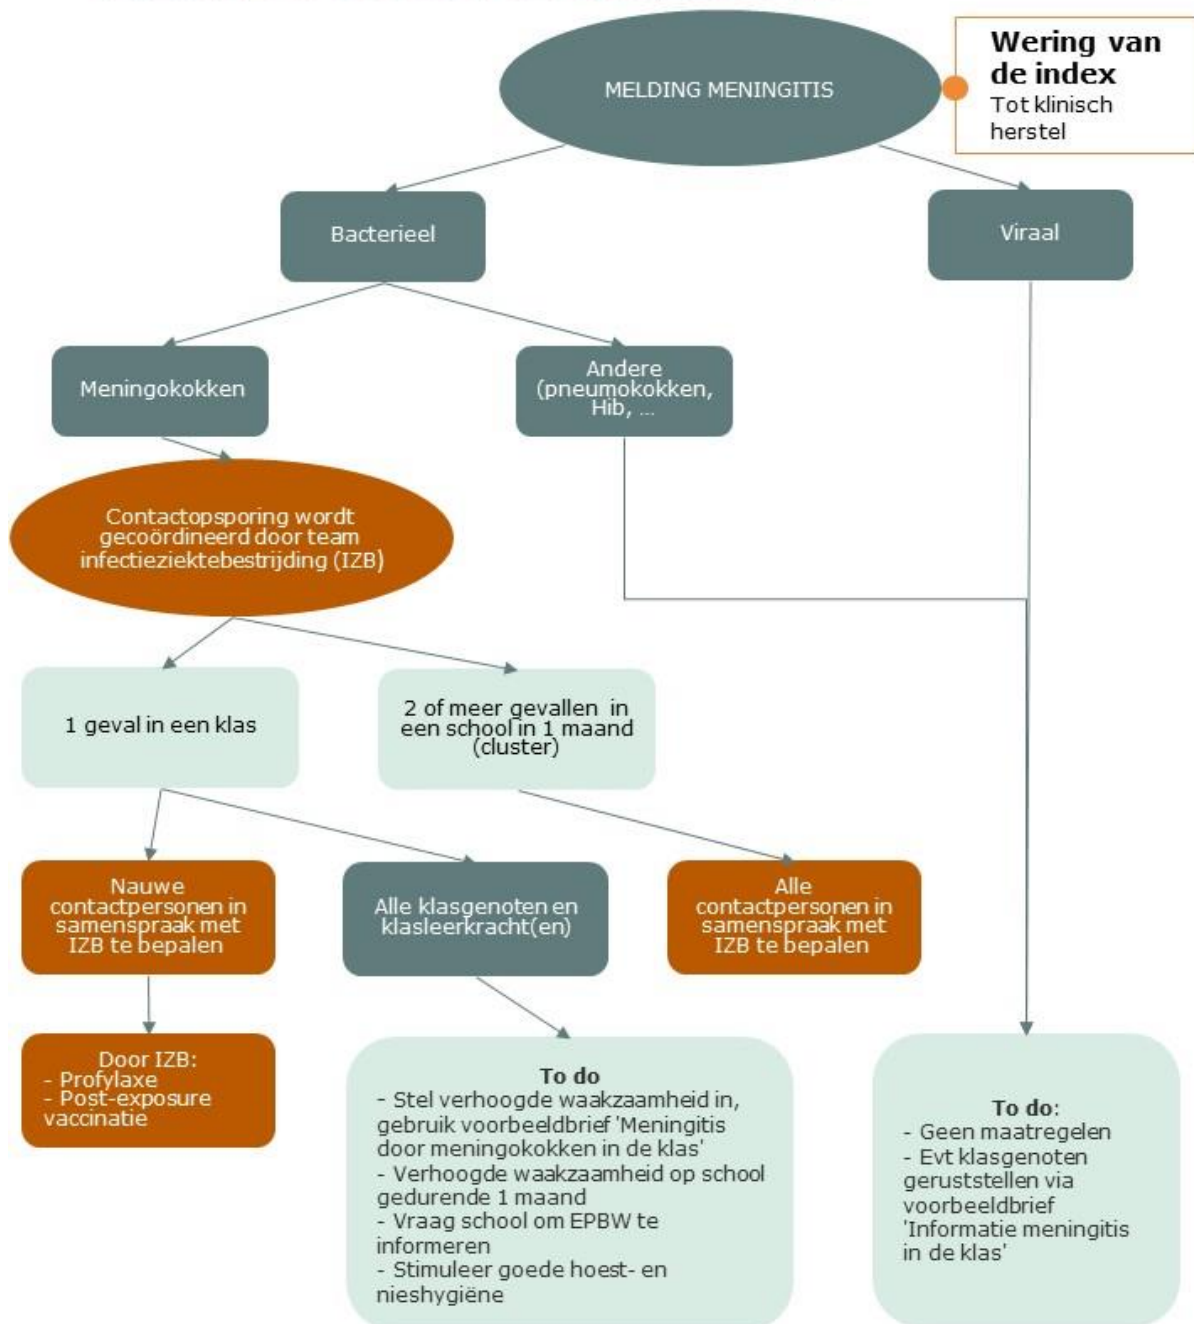 MELDING MENINGITIS
Wering van
de index
Tot klinisch
herstel
Bacterieel
Viraal
Meningokokken
Andere
(pneumokokken,
Hib, ...
Contactopsporing wordt
gecoördineerd door team
infectieziektebestrijding (IZB)
1 geval in een klas
2 of meer gevallen in
een school in 1 maand
(cluster)
Nauwe
contactpersonen in
samenspraak met
IZB te bepalen
Alle klasgenoten en
klasleerkracht(en)
Alle
contactpersonen in
samenspraak met
IZB te bepalen
Door IZB:
- Profylaxe
- Post-exposure
vaccinatie
To do
- Stel verhoogde waakzaamheid in,
gebruik voorbeeldbrief 'Meningitis
door meningokokken in de klas'
- Verhoogde waakzaamheid op school
gedurende 1 maand
- Vraag school om EPBW te
informeren
- Stimuleer goede hoest- en
nieshygiëne
To do:
- Geen maatregelen
- Evt klasgenoten
geruststellen via
voorbeeldbrief
'Informatie meningitis
in de klas'